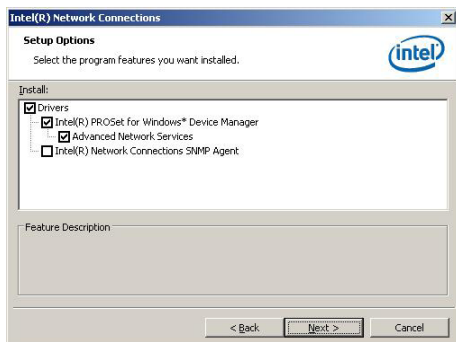 Intel(R) Network Connections
Setup Options
Select the program features you want installed.
intel
Install:
Drivers
Intel(R) PROSet for Windows* Device Manager
Advanced Network Services
Intel(R) Network Connections SNMP Agent
Feature Description
< Back
Next >
Cancel